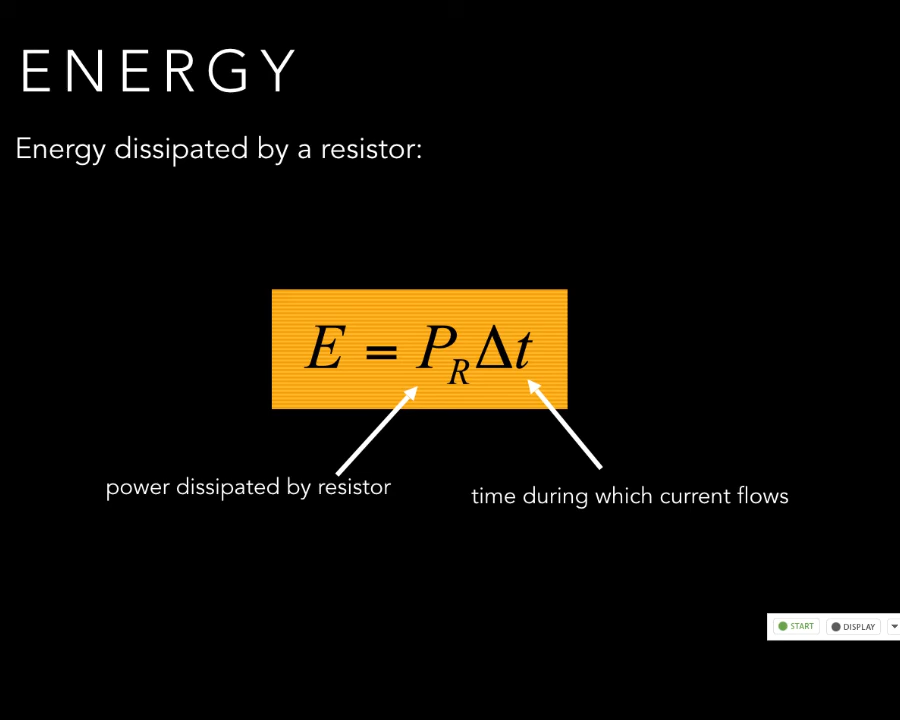 ENERGY
Energy dissipated by a resistor:
E = P_R Δt
power dissipated by resistor
time during which current flows
START DISPLAY